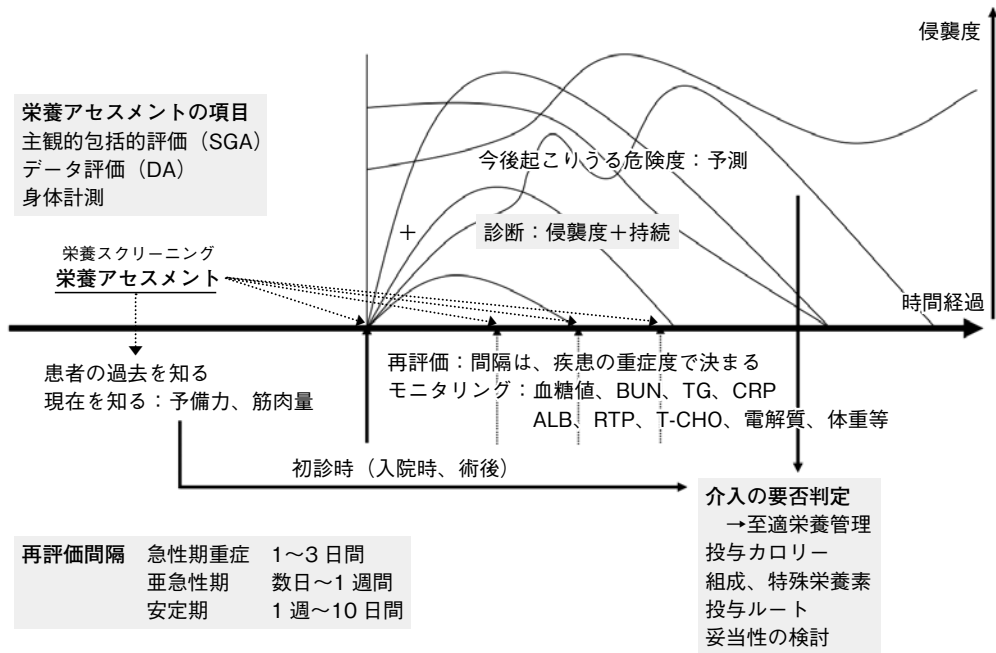 侵襲度
栄養アセスメントの項目
主観的包括的評価（SGA）
データ評価（DA）
身体計測
今後起こりうる危険度：予測
＋
診断：侵襲度＋持続
栄養スクリーニング
栄養アセスメント
時間経過
患者の過去を知る
現在を知る：予備力、筋肉量
再評価：間隔は、疾患の重症度で決まる
モニタリング：血糖値、BUN、TG、CRP
ALB、RTP、T-CHO、電解質、体重等
初診時（入院時、術後）
介入の要否判定
→至適栄養管理
投与カロリー
組成、特殊栄養素
投与ルート
妥当性の検討
再評価間隔　急性期重症　1〜3 日間
亜急性期　数日〜1 週間
安定期　1 週〜10 日間